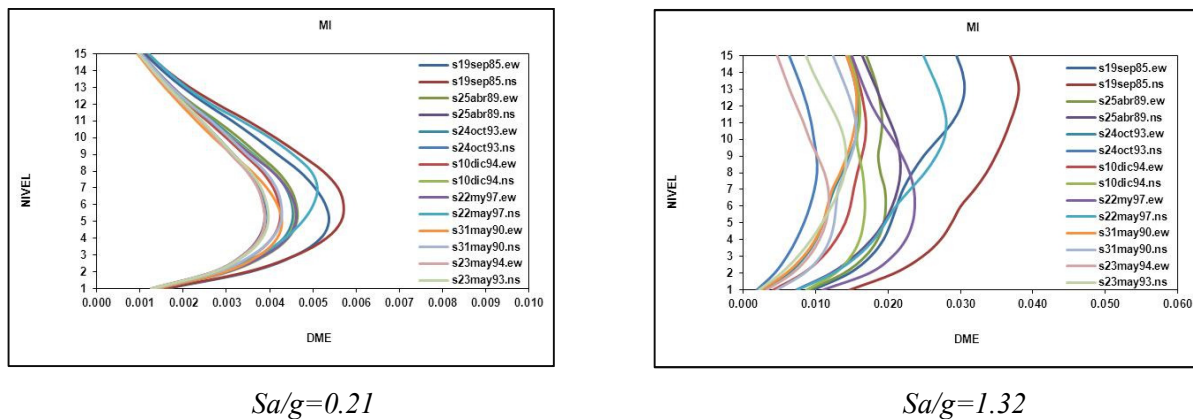 MI
15
14
13
12
11
10
9
8
7
6
5
4
3
2
1
NIVEL
0.000 0.001 0.002 0.003 0.004 0.005 0.006 0.007 0.008 0.009 0.010
DME
s19sep85.ew
s19sep85.ns
s25abr89.ew
s25abr89.ns
s24oct93.ew
s24oct93.ns
s10dic94.ew
s10dic94.ns
s22my97.ew
s22may97.ns
s31may90.ew
s31may90.ns
s23may94.ew
s23may93.ns
Sa/g=0.21
MI
15
14
13
12
11
10
9
8
7
6
5
4
3
2
1
NIVEL
0.000 0.010 0.020 0.030 0.040 0.050 0.060
DME
s19sep85.ew
s19sep85.ns
s25abr89.ew
s25abr89.ns
s24oct93.ew
s24oct93.ns
s10dic94.ew
s10dic94.ns
s22my97.ew
s22may97.ns
s31may90.ew
s31may90.ns
s23may94.ew
s23may93.ns
Sa/g=1.32